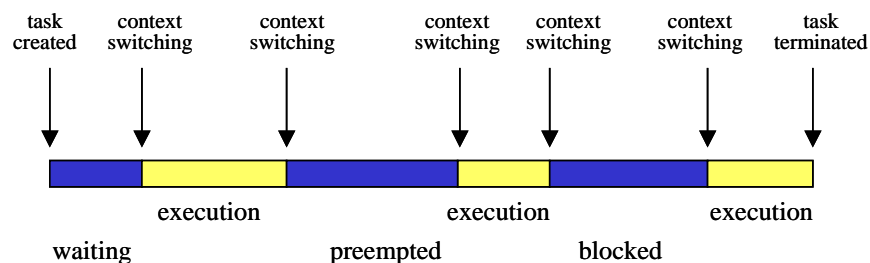 task context context context context context task
created switching switching switching switching switching terminated
execution execution execution
waiting preempted blocked